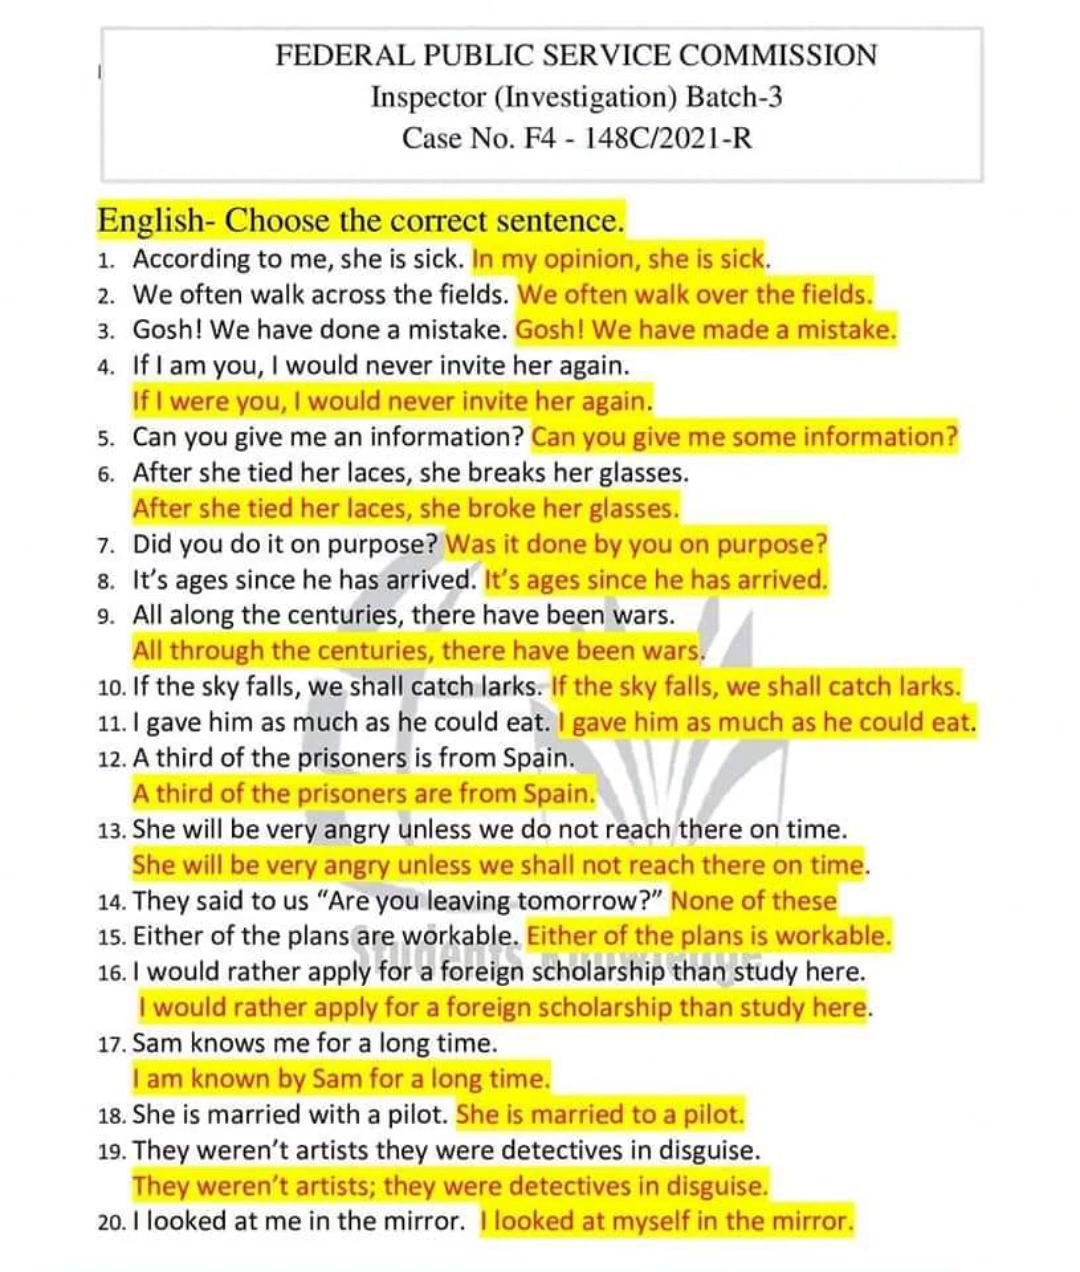 FEDERAL PUBLIC SERVICE COMMISSION
Inspector (Investigation) Batch-3
Case No. F4 - 148C/2021-R
English- Choose the correct sentence.
1. According to me, she is sick. In my opinion, she is sick.
2. We often walk across the fields. We often walk over the fields.
3. Gosh! We have done a mistake. Gosh! We have made a mistake.
4. If I am you, I would never invite her again.
If I were you, I would never invite her again.
5. Can you give me an information? Can you give me some information?
6. After she tied her laces, she breaks her glasses.
After she tied her laces, she broke her glasses.
7. Did you do it on purpose? Was it done by you on purpose?
8. It's ages since he has arrived. It's ages since he has arrived.
9. All along the centuries, there have been wars.
All through the centuries, there have been wars.
10. If the sky falls, we shall catch larks. If the sky falls, we shall catch larks.
11. I gave him as much as he could eat. I gave him as much as he could eat.
12. A third of the prisoners is from Spain.
A third of the prisoners are from Spain.
13. She will be very angry unless we do not reach there on time.
She will be very angry unless we shall not reach there on time.
14. They said to us “Are you leaving tomorrow?” None of these
15. Either of the plans are workable. Either of the plans is workable.
Students Knowledge
16. I would rather apply for a foreign scholarship than study here.
I would rather apply for a foreign scholarship than study here.
17. Sam knows me for a long time.
I am known by Sam for a long time.
18. She is married with a pilot. She is married to a pilot.
19. They weren't artists they were detectives in disguise.
They weren't artists; they were detectives in disguise.
20. I looked at me in the mirror. I looked at myself in the mirror.